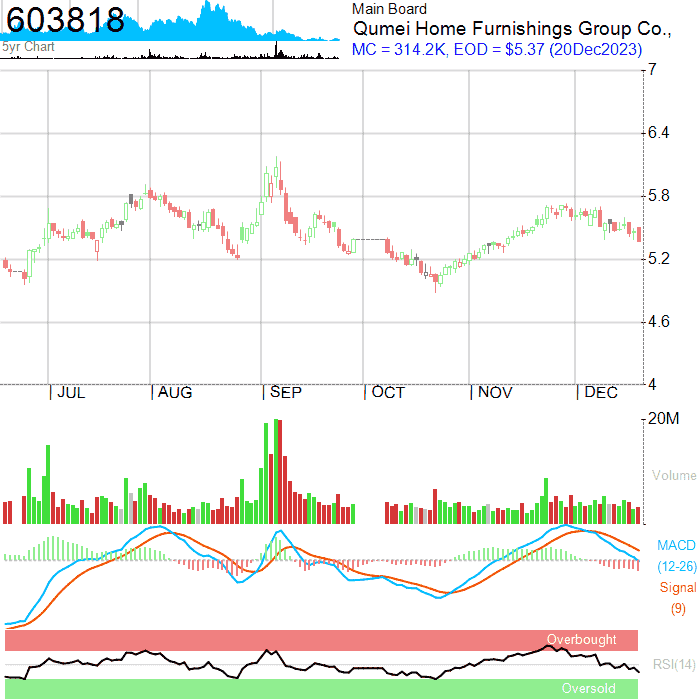 603818
5yr Chart
Main Board
Qumei Home Furnishings Group Co.,
MC = 314.2K, EOD = $5.37 (20Dec2023)
7
6.4
5.8
5.2
4.6
4
JUL
AUG
SEP
OCT
NOV
DEC
20M
Volume
MACD
(12-26)
Signal
(9)
Overbought
RSI(14)
Oversold